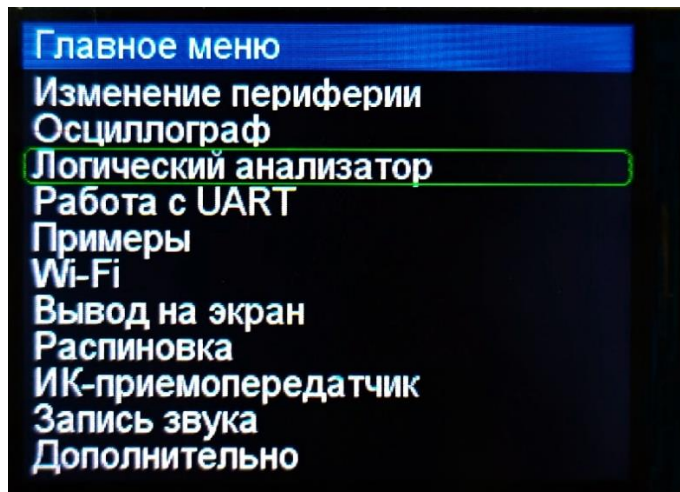 Главное меню
Изменение периферии
Осциллограф
Логический анализатор
Работа с UART
Примеры
Wi-Fi
Вывод на экран
Распиновка
ИК-приемопередатчик
Запись звука
Дополнительно